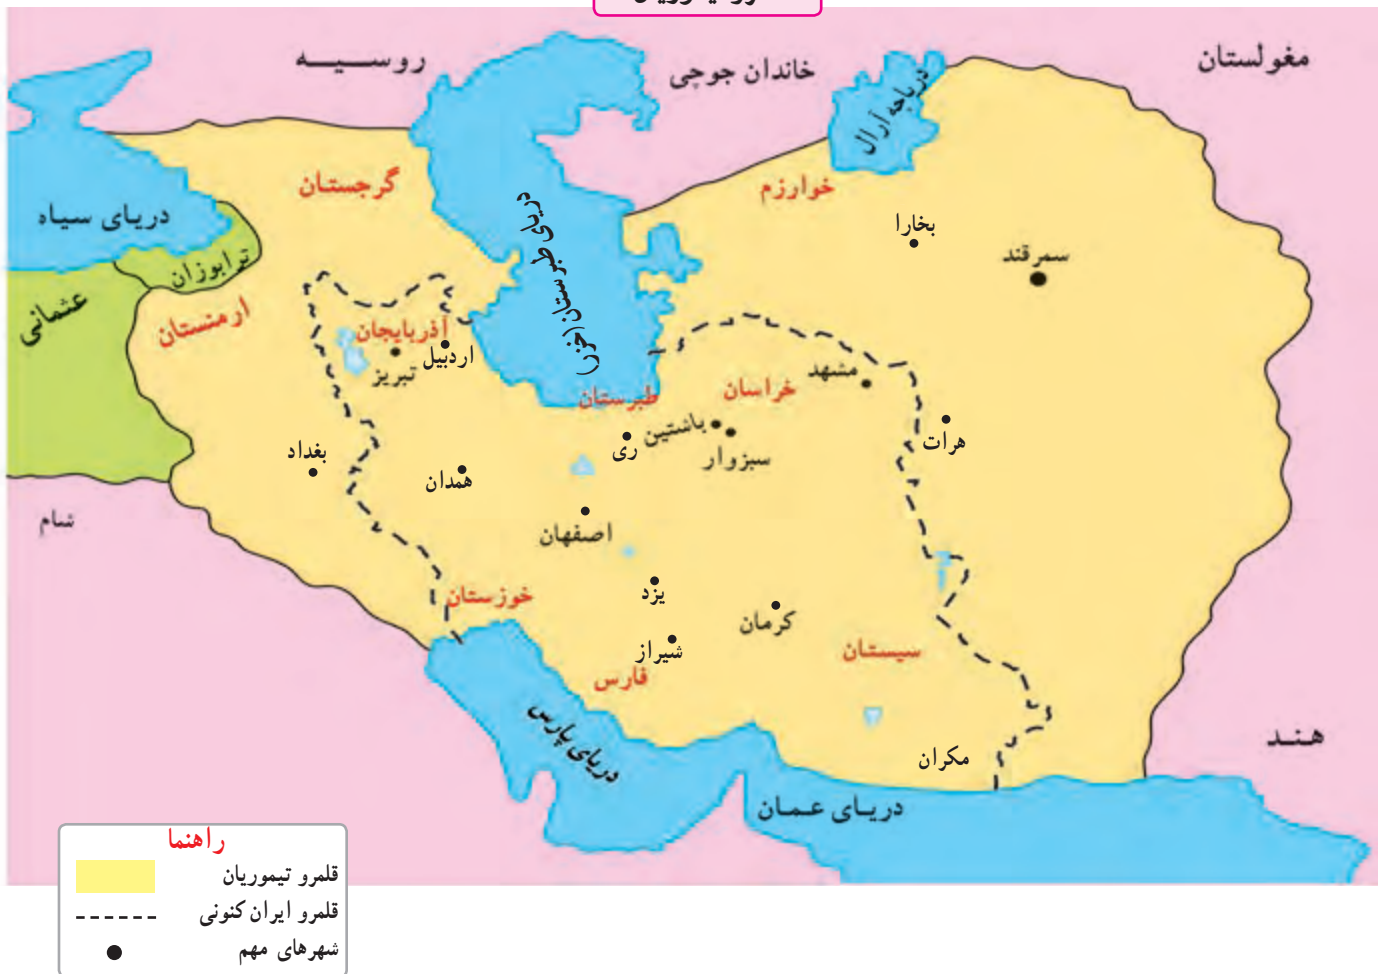 مغولستان
خاندان جوجی
روسیه
دریاچه آرال
خوارزم
گرجستان
بخارا
سمرقند
دریای سیاه
ترابوزان
دریای طبرستان (خزر)
عثمانی
ارمنستان
آذربایجان
اردبیل
تبریز
مشهد
خراسان
طبرستان
هرات
باشتین
سبزوار
ری
همدان
بغداد
شام
اصفهان
یزد
خوزستان
کرمان
شیراز
سیستان
فارس
دریای پارس
هند
مکران
دریای عمان
راهنما
قلمرو تیموریان
قلمرو ایران کنونی
شهرهای مهم